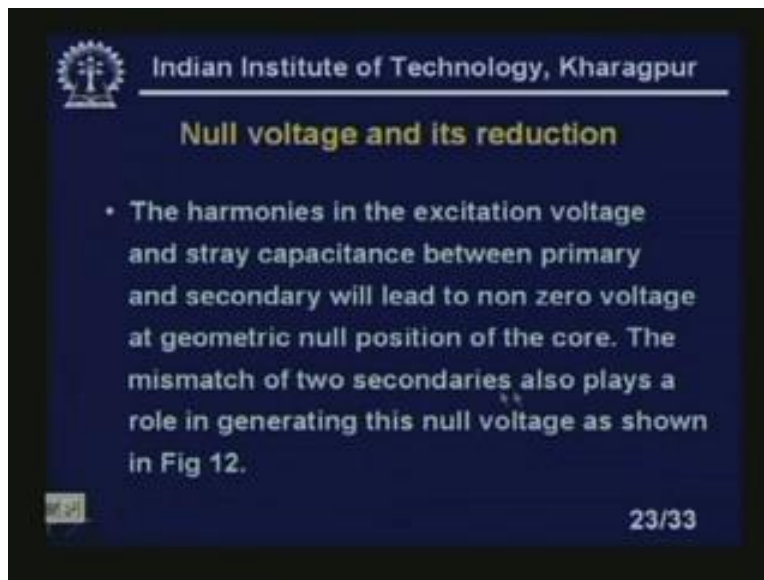 Indian Institute of Technology, Kharagpur
Null voltage and its reduction
• The harmonies in the excitation voltage
and stray capacitance between primary
and secondary will lead to non zero voltage
at geometric null position of the core. The
mismatch of two secondaries also plays a
role in generating this null voltage as shown
in Fig 12.
23/33